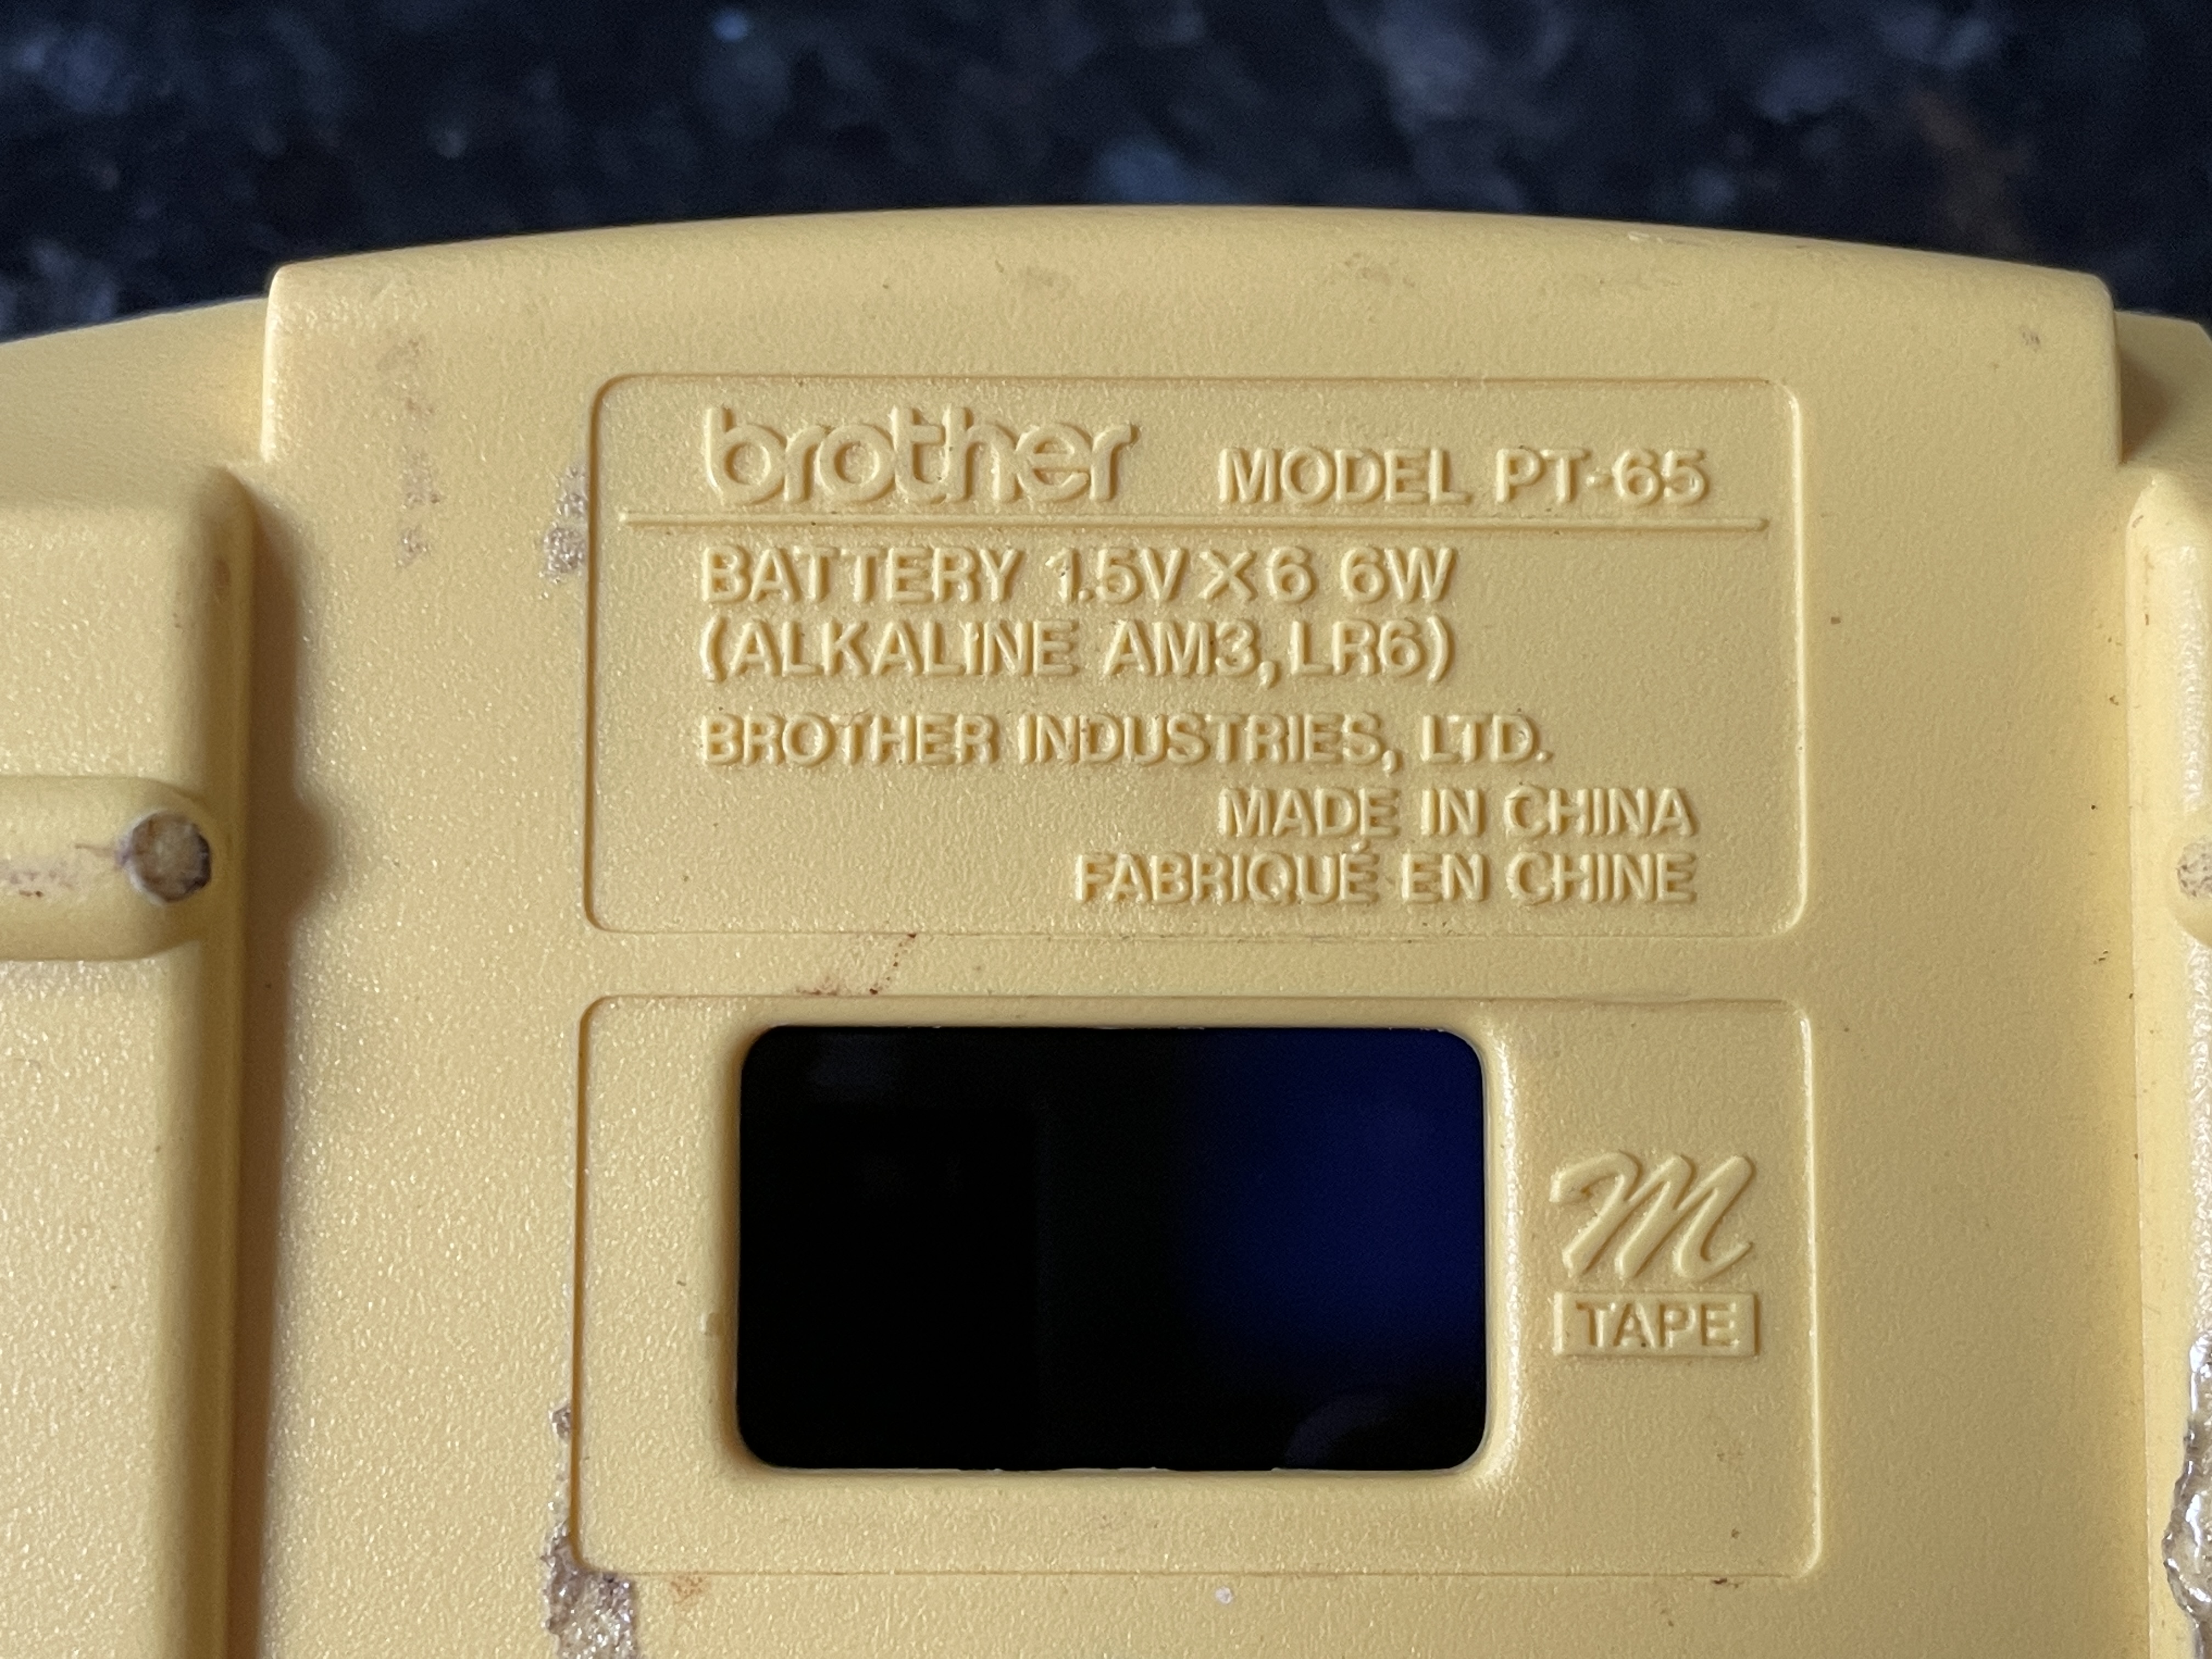 brother MODEL PT-65
BATTERY 1.5V X 6 6W
(ALKALINE AM3, LR6)
BROTHER INDUSTRIES, LTD.
MADE IN CHINA
FABRIQUÉ EN CHINE
M
TAPE